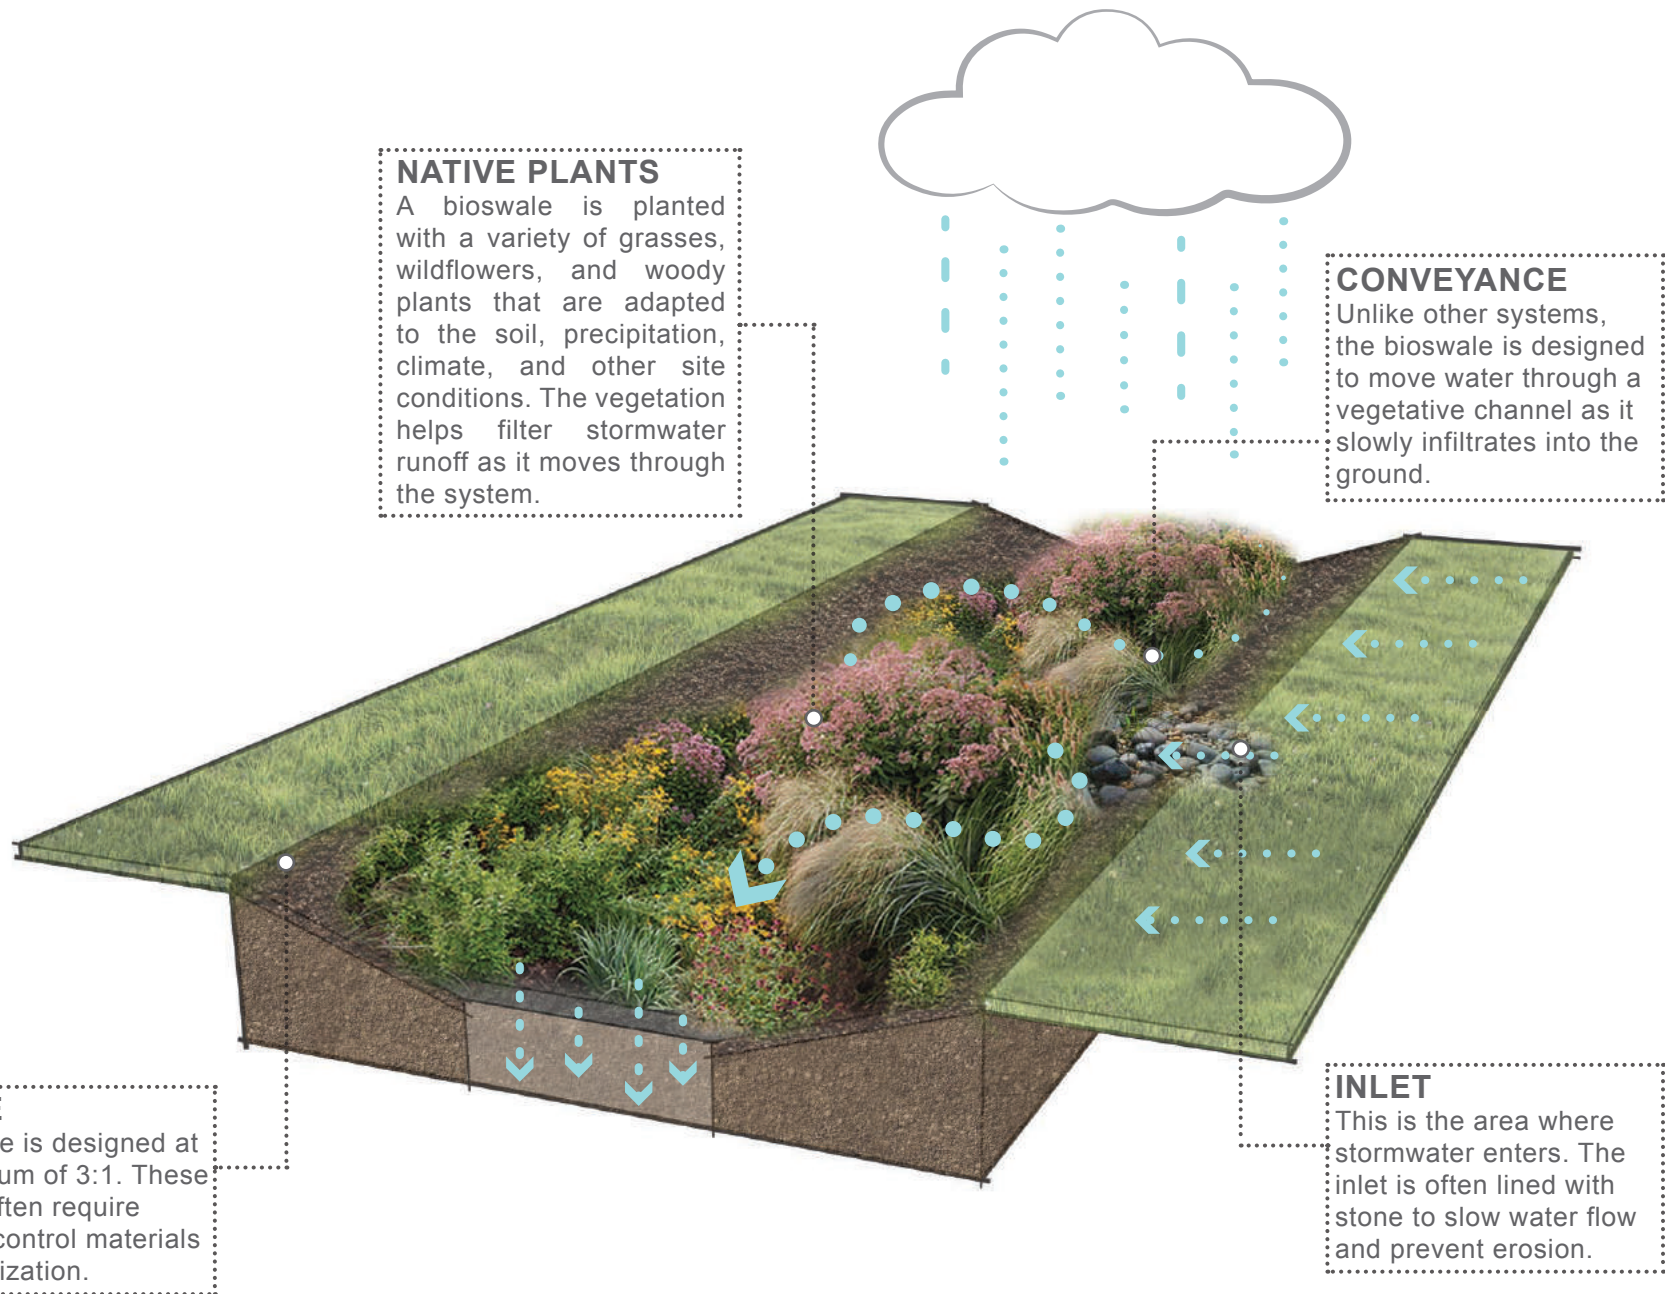 NATIVE PLANTS
A bioswale is planted
with a variety of grasses,
wildflowers, and woody
plants that are adapted
to the soil, precipitation,
climate, and other site
conditions. The vegetation
helps filter stormwater
runoff as it moves through
the system.
CONVEYANCE
Unlike other systems,
the bioswale is designed
to move water through a
vegetative channel as it
slowly infiltrates into the
ground.
is designed at
of 3:1. These
require
control materials
INLET
This is the area where
stormwater enters. The
inlet is often lined with
stone to slow water flow
and prevent erosion.